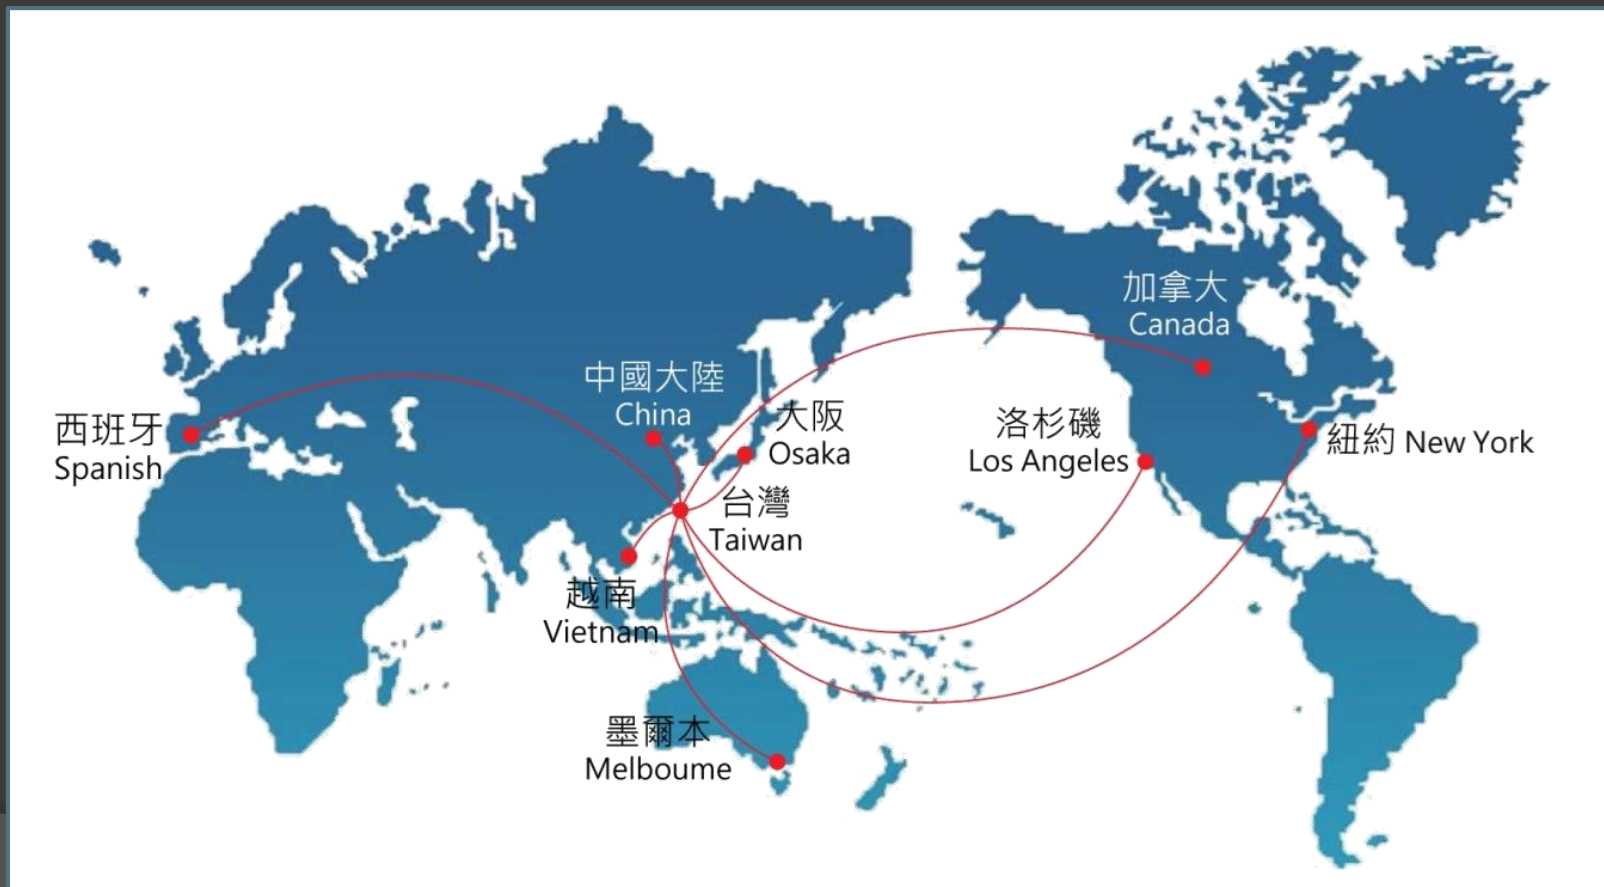 加拿大
Canada
中國大陸
China
西班牙
Spanish
大阪
Osaka
洛杉磯
Los Angeles
紐約 New York
台灣
Taiwan
越南
Vietnam
墨爾本
Melboume